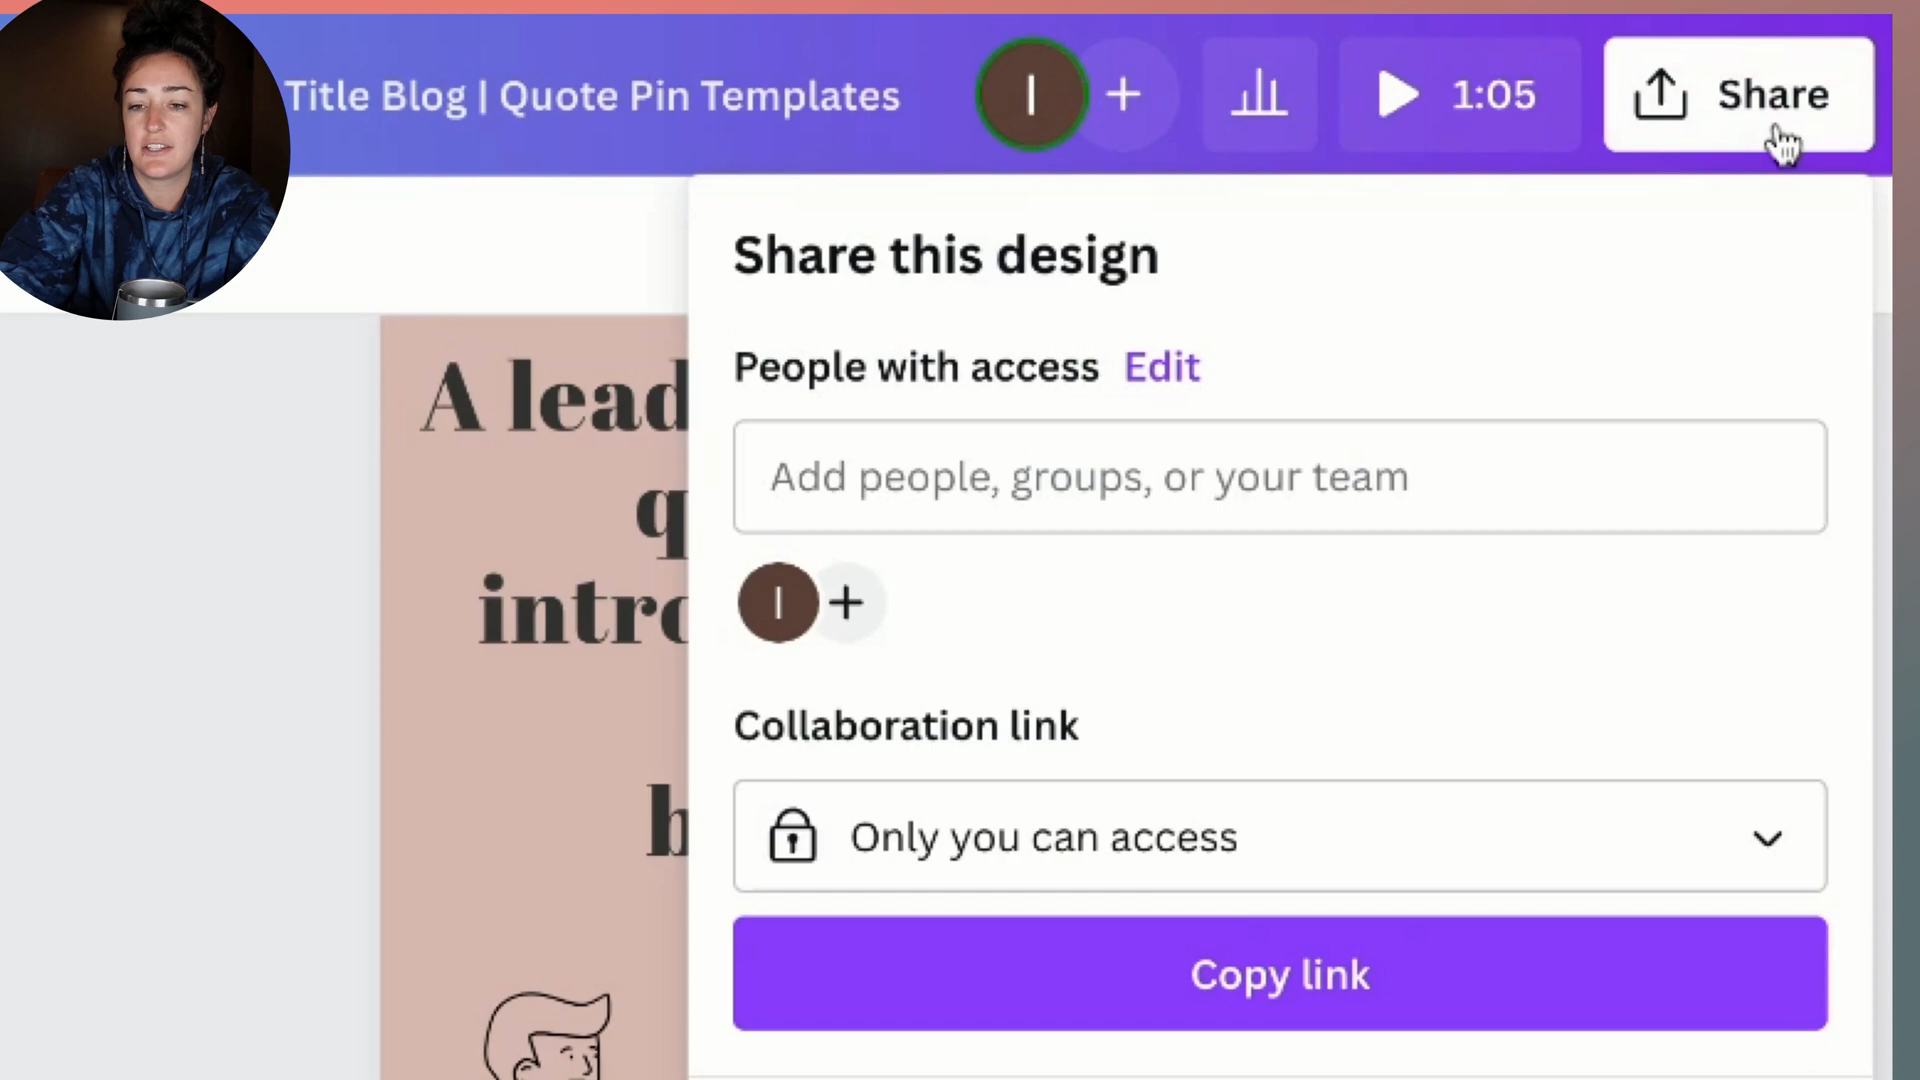 Title Blog | Quote Pin Templates
I
1:05
Share
Share this design
People with access Edit
Add people, groups, or your team
I
Collaboration link
Only you can access
Copy link
A lead
q
intro
b